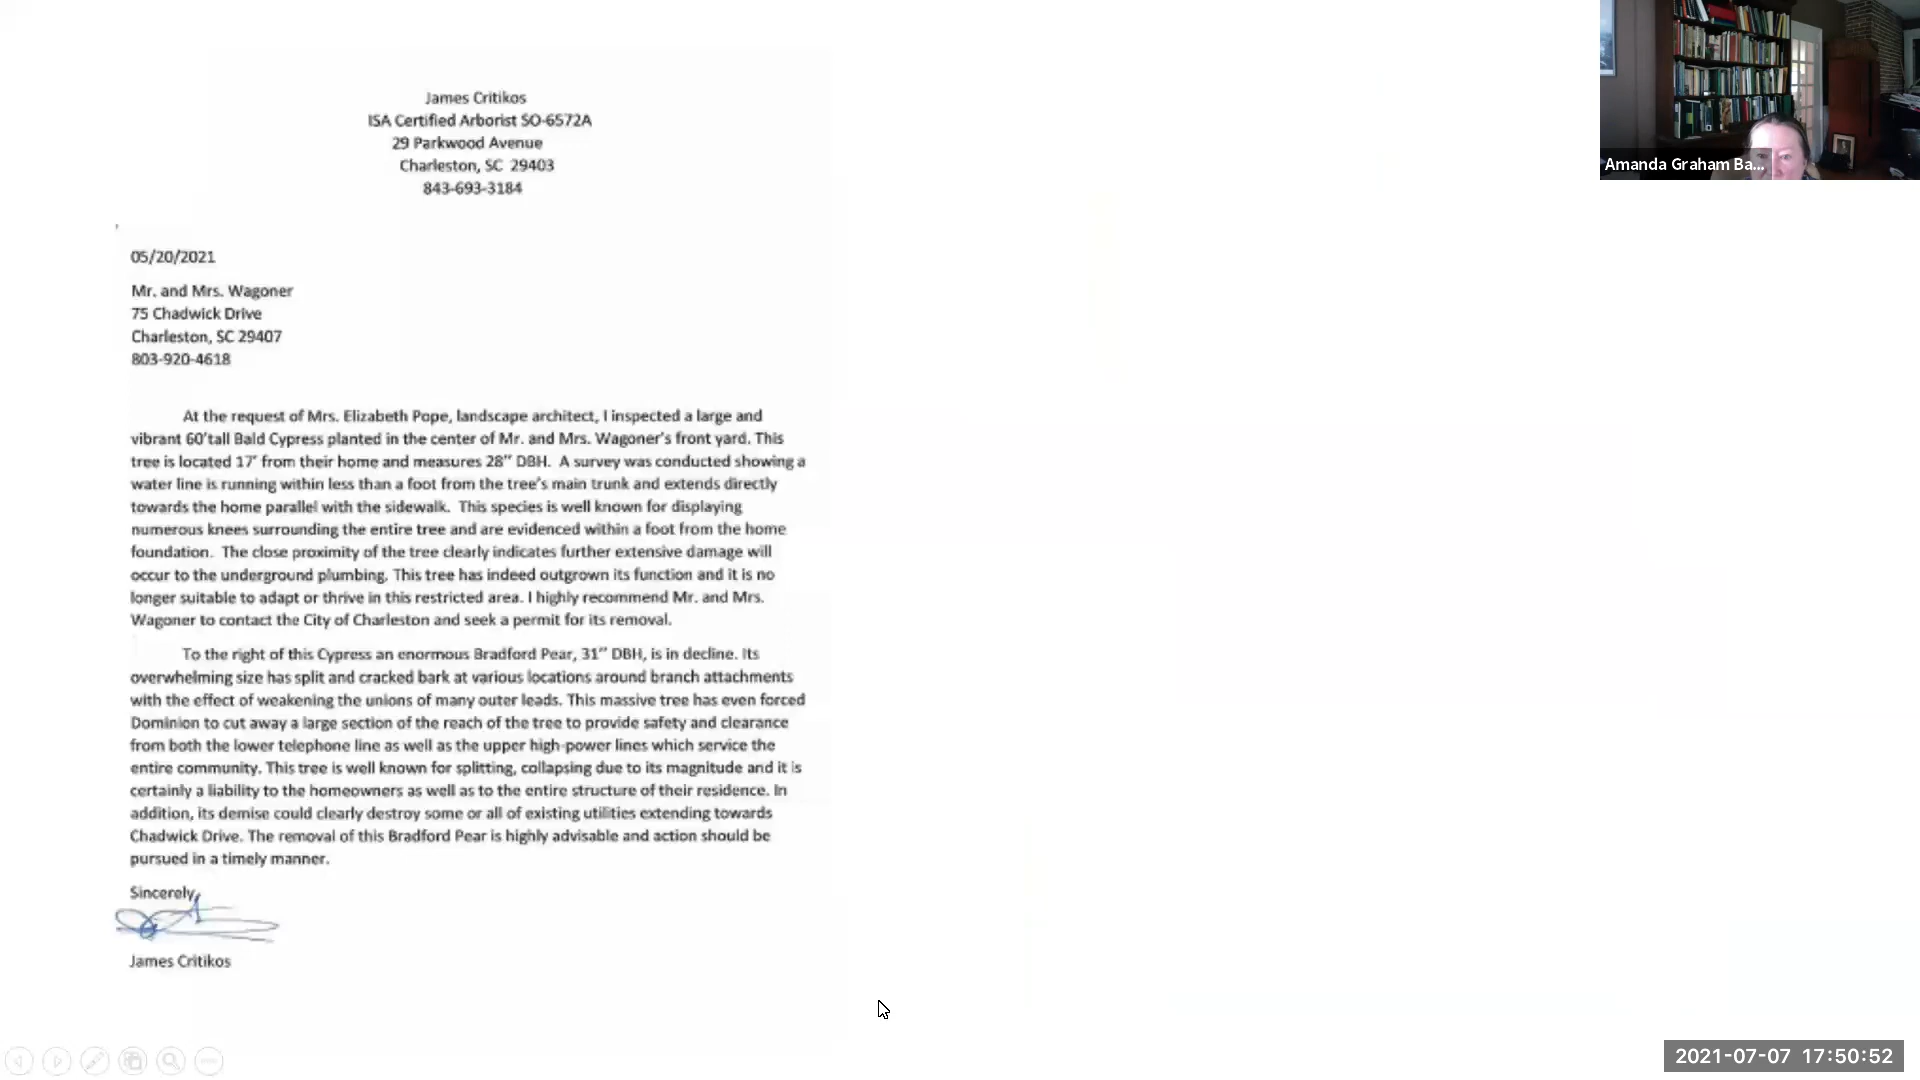 James Critikos
ISA Certified Arborist SO-6572A
29 Parkwood Avenue
Charleston, SC  29403
843-693-3184
05/20/2021
Mr. and Mrs. Wagoner
75 Chadwick Drive
Charleston, SC 29407
803-920-4618
At the request of Mrs. Elizabeth Pope, landscape architect, I inspected a large and
vibrant 60'tall Bald Cypress planted in the center of Mr. and Mrs. Wagoner's front yard. This
tree is located 17' from their home and measures 28" DBH.  A survey was conducted showing a
water line is running within less than a foot from the tree's main trunk and extends directly
towards the home parallel with the sidewalk.  This species is well known for displaying
numerous knees surrounding the entire tree and are evidenced within a foot from the home
foundation.  The close proximity of the tree clearly indicates further extensive damage will
occur to the underground plumbing. This tree has indeed outgrown its function and it is no
longer suitable to adapt or thrive in this restricted area. I highly recommend Mr. and Mrs.
Wagoner to contact the City of Charleston and seek a permit for its removal.
To the right of this Cypress an enormous Bradford Pear, 31" DBH, is in decline. Its
overwhelming size has split and cracked bark at various locations around branch attachments
with the effect of weakening the unions of many outer leads. This massive tree has even forced
Dominion to cut away a large section of the reach of the tree to provide safety and clearance
from both the lower telephone line as well as the upper high-power lines which service the
entire community. This tree is well known for splitting, collapsing due to its magnitude and it is
certainly a liability to the homeowners as well as to the entire structure of their residence. In
addition, its demise could clearly destroy some or all of existing utilities extending towards
Chadwick Drive. The removal of this Bradford Pear is highly advisable and action should be
pursued in a timely manner.
Sincerely,
James Critikos
Amanda Graham Ba...
2021-07-07 17:50:52